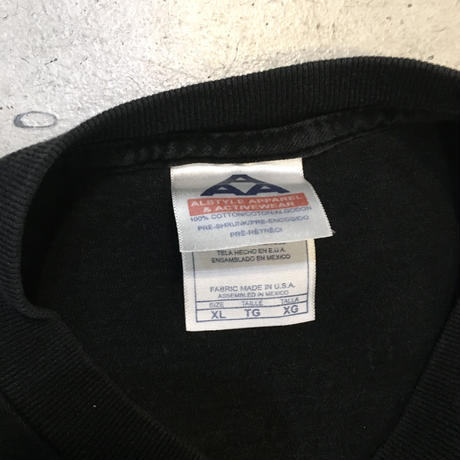 AAA
ALSTYLE APPAREL
& ACTIVEWEAR
100% COTTON/COTON/ALGODON
PRE-SHRUNK/PRE-ENCOGIDO
PRÉ-RÉTRÉCI
TELA HECHO EN E.U.A.
ENSAMBLADO EN MEXICO
FABRIC MADE IN U.S.A.
ASSEMBLED IN MEXICO
SIZE TAILLE TALLA
XL TG XG